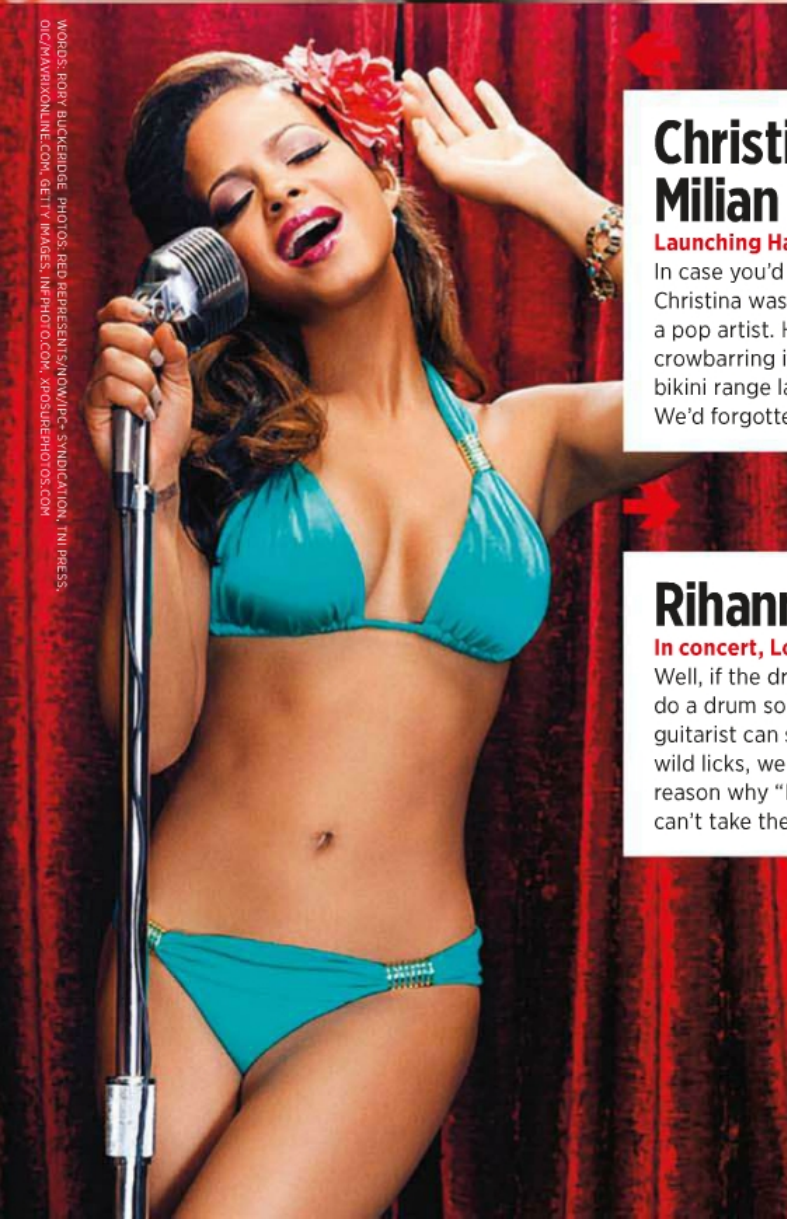 WORDS: RORY BUCKERIDGE PHOTOS: RED REPRESENTS/NOW/IPC+ SYNDICATION, TNI PRESS,
OIC/MAVRIXONLINE.COM, GETTY IMAGES, INFPHOTO.COM, XPOSUREPHOTOS.COM
Christi
Milian
Launching Ha
In case you'd
Christina was
a pop artist. H
crowbarring i
bikini range la
We'd forgotte
Rihann
In concert, Lo
Well, if the dr
do a drum so
guitarist can s
wild licks, we
reason why "
can't take the